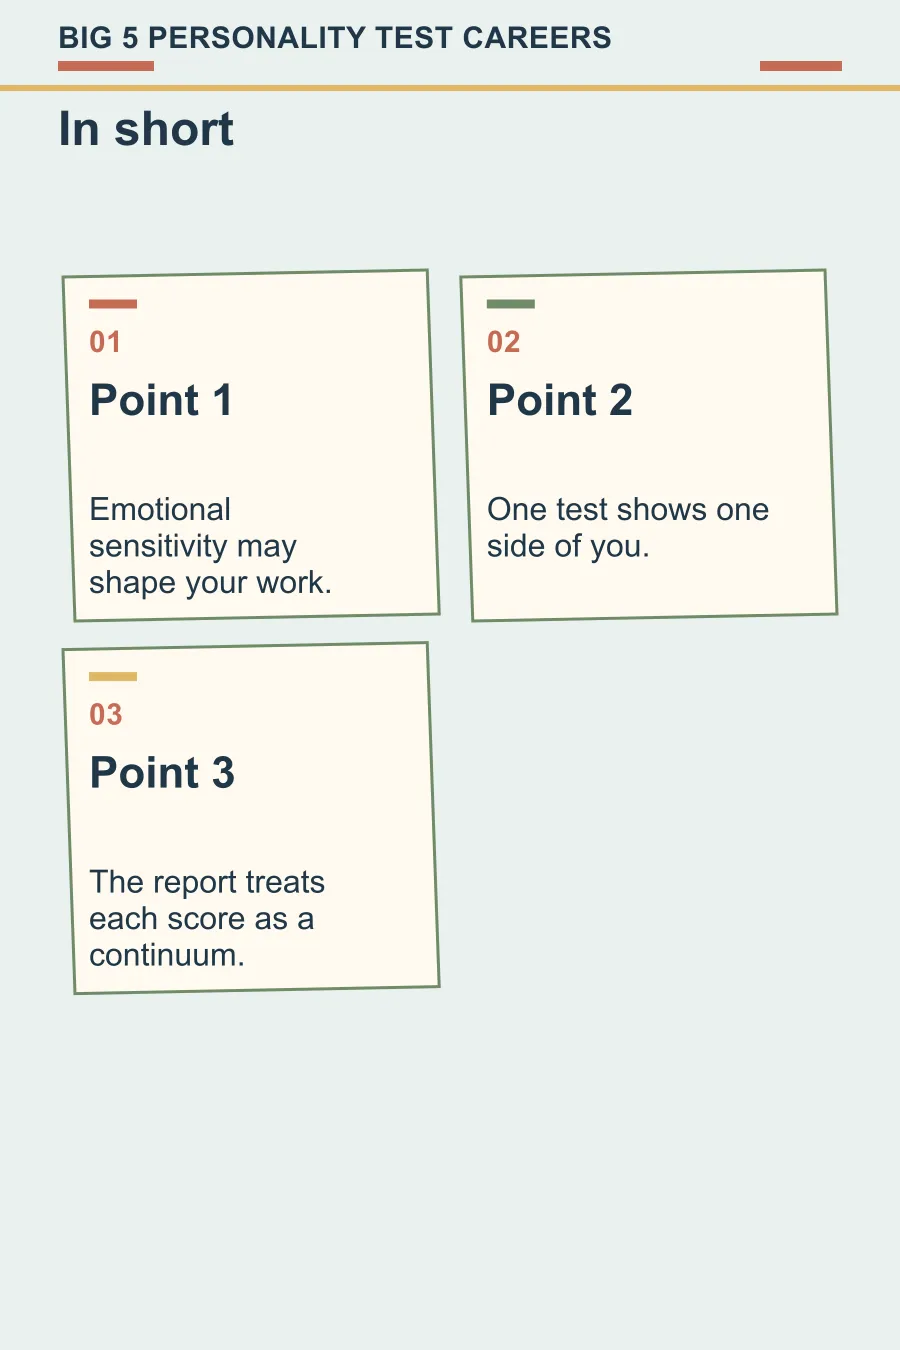 BIG 5 PERSONALITY TEST CAREERS
In short
01
Point 1
Emotional
sensitivity may
shape your work.
02
Point 2
One test shows one
side of you.
03
Point 3
The report treats
each score as a
continuum.